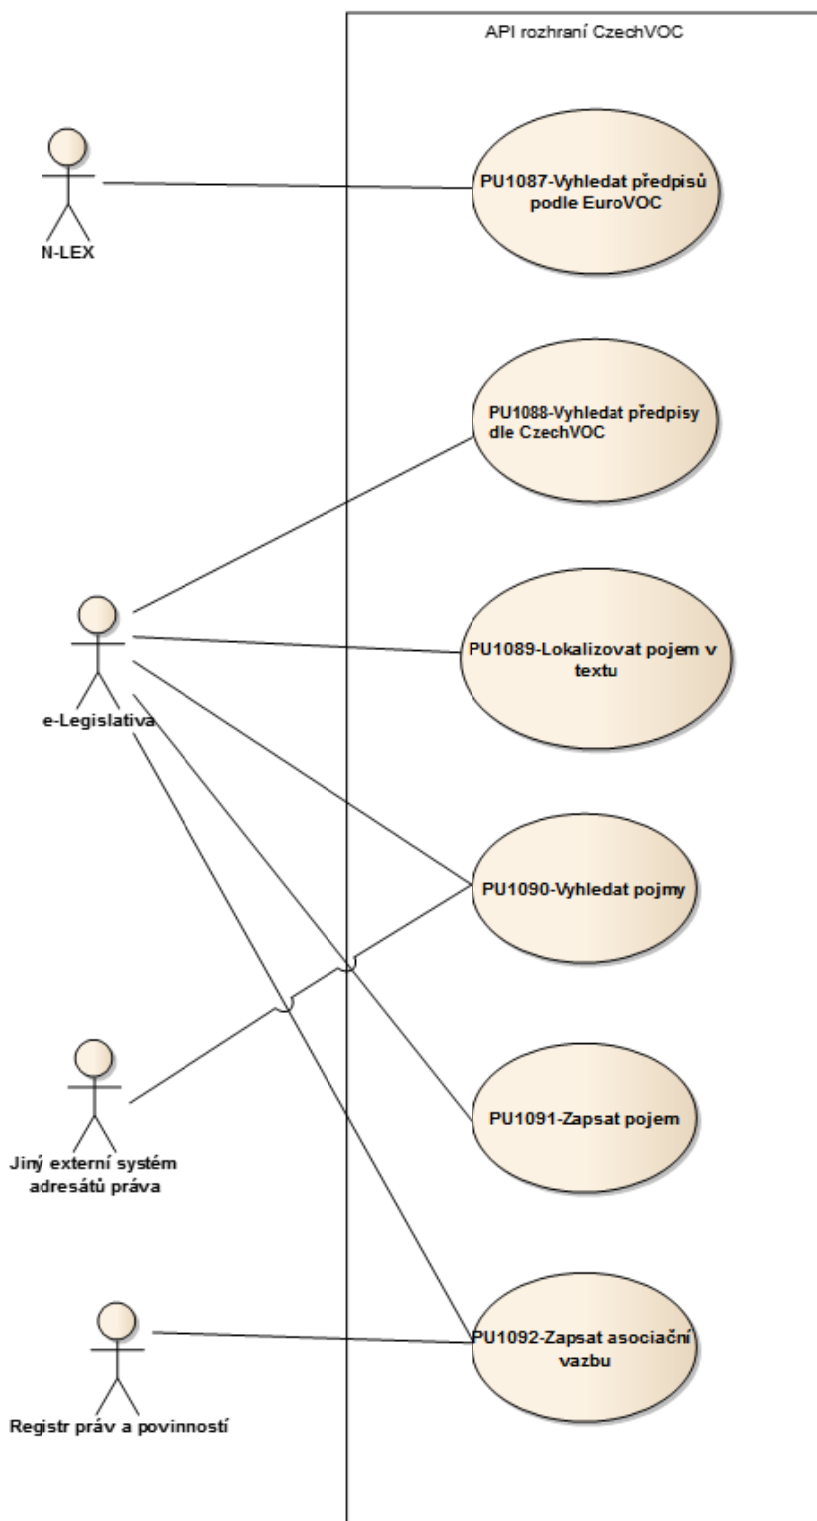 API rozhraní CzechVOC
PU1087-Vyhledat předpisů
podle EuroVOC
N-LEX
PU1088-Vyhledat předpisy
dle CzechVOC
PU1089-Lokalizovat pojem v
textu
e-Legislativa
PU1090-Vyhledat pojmy
PU1091-Zapsat pojem
Jiný externí systém
adresátů práva
PU1092-Zapsat asociační
vazbu
Registr práv a povinností